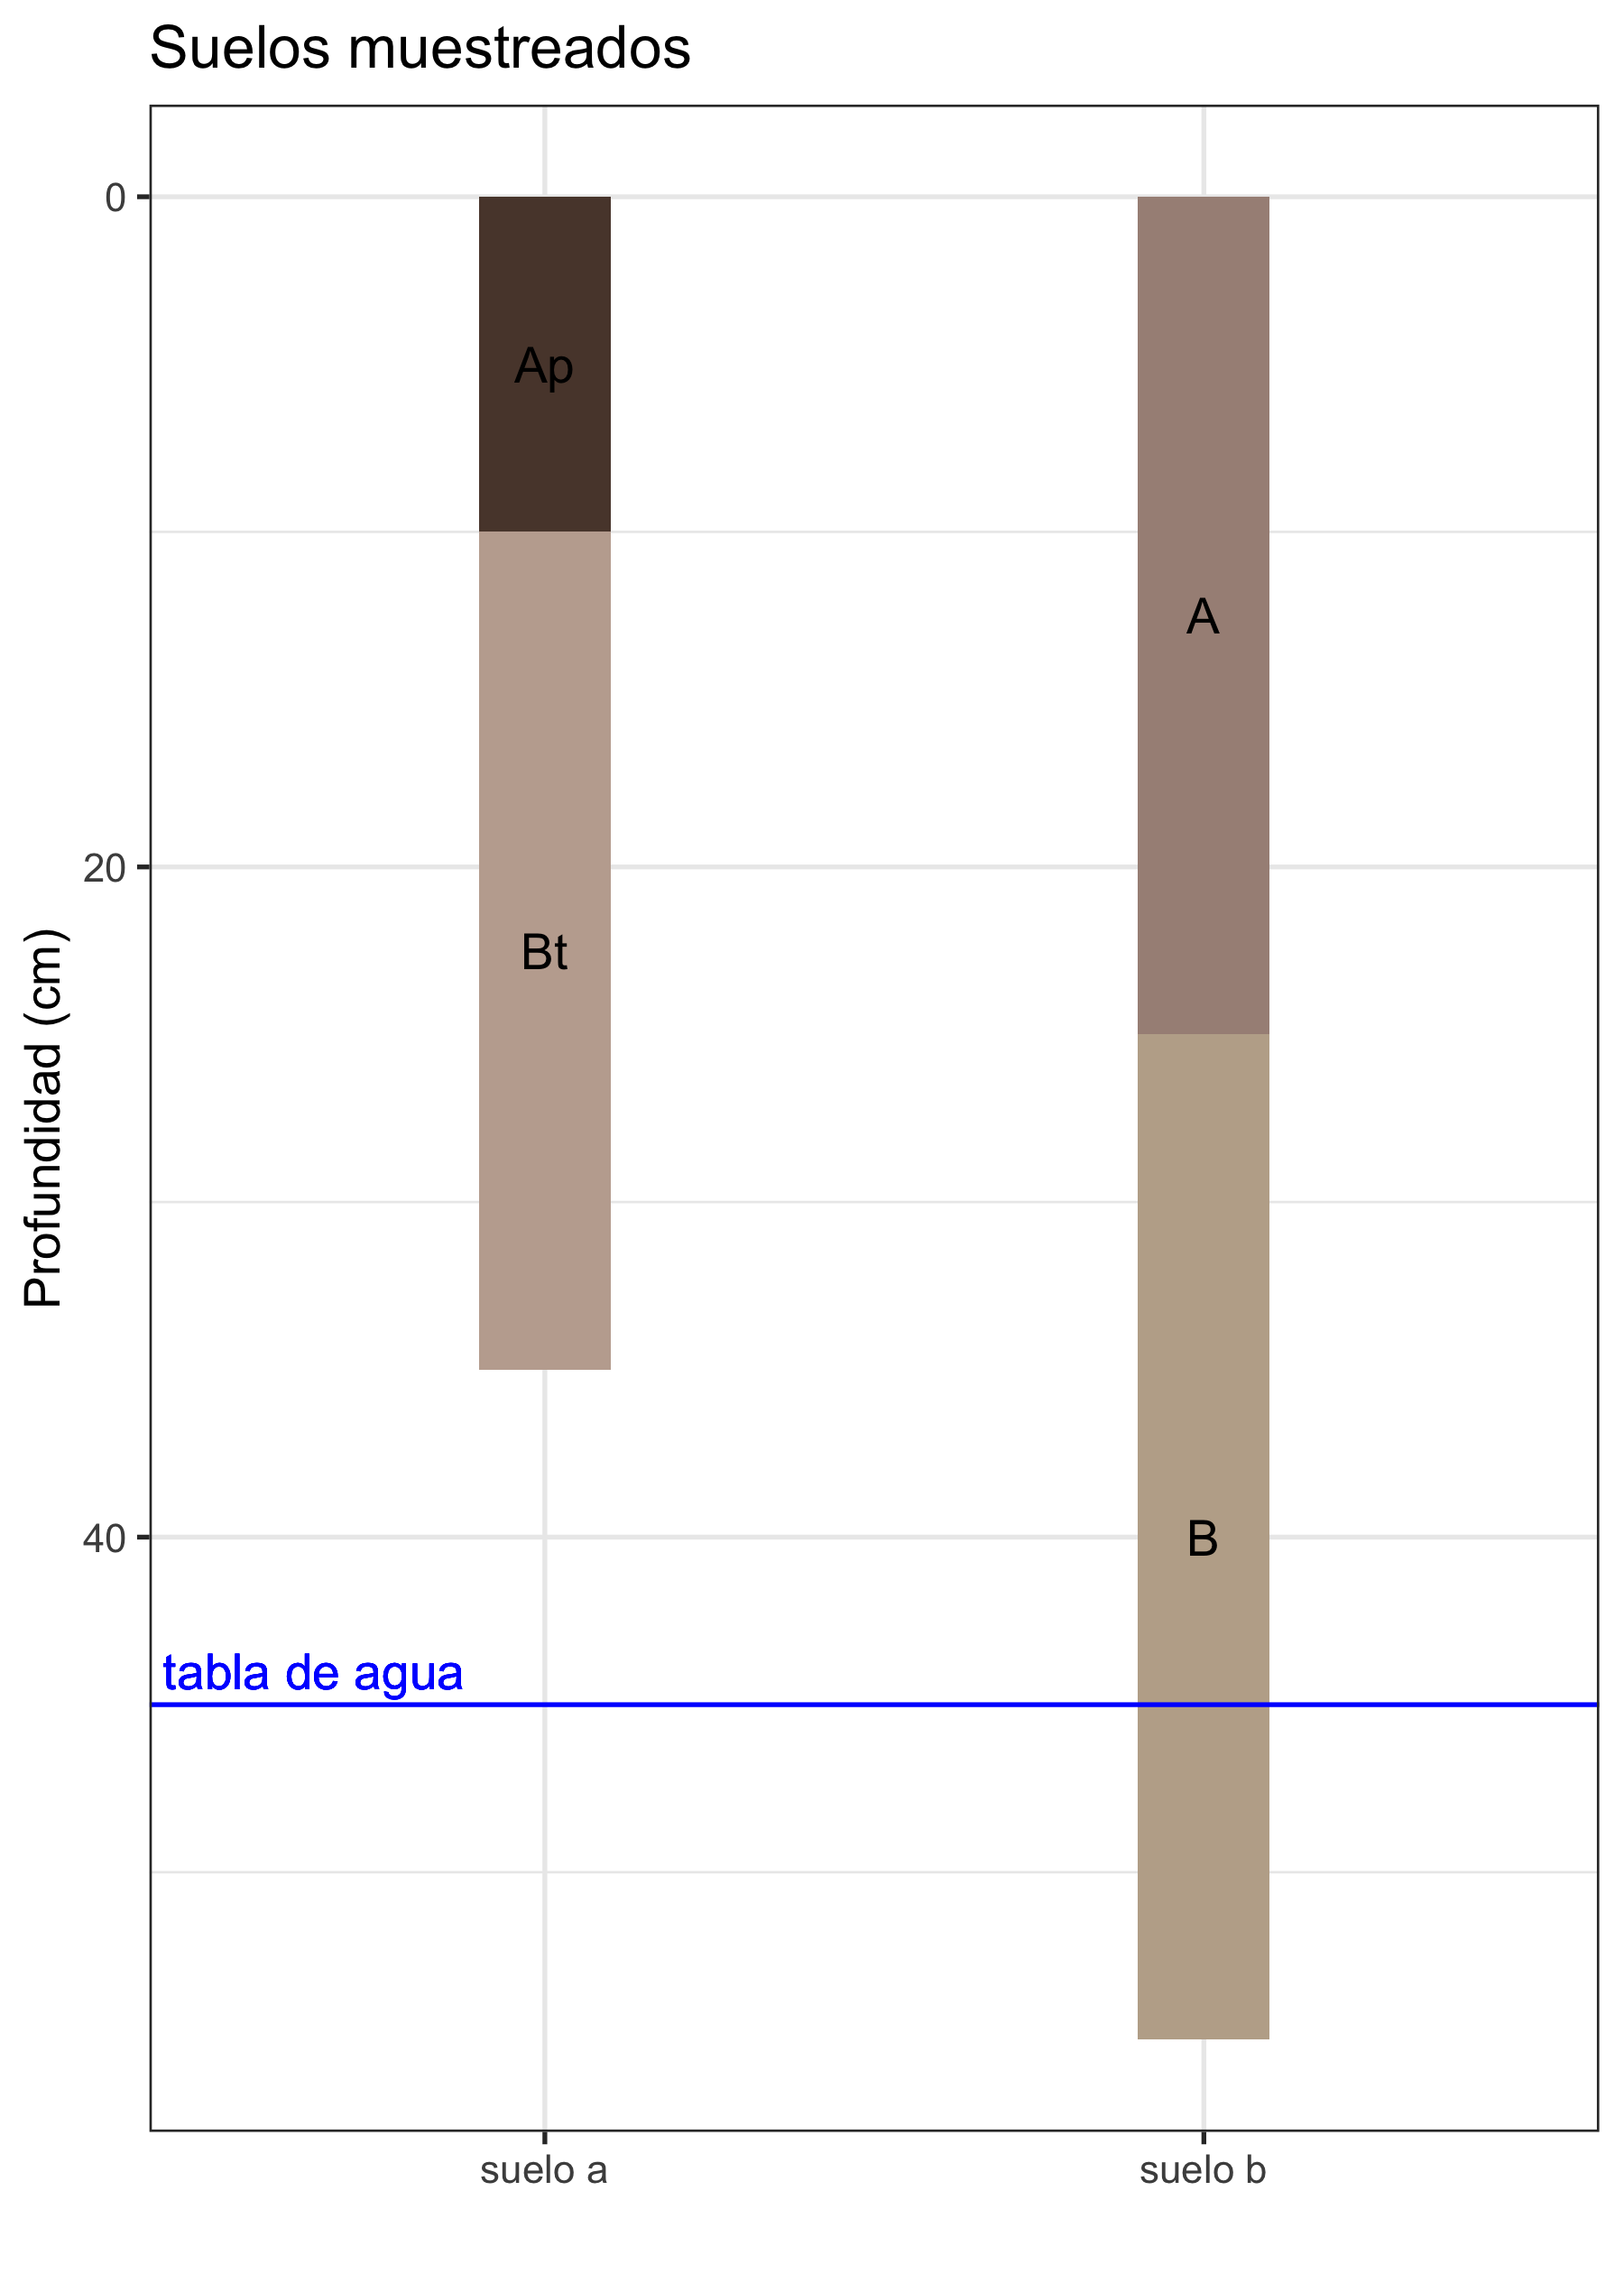 Suelos muestreados
Profundidad (cm)
0
20
40
Ap
Bt
A
B
tabla de agua
suelo a
suelo b